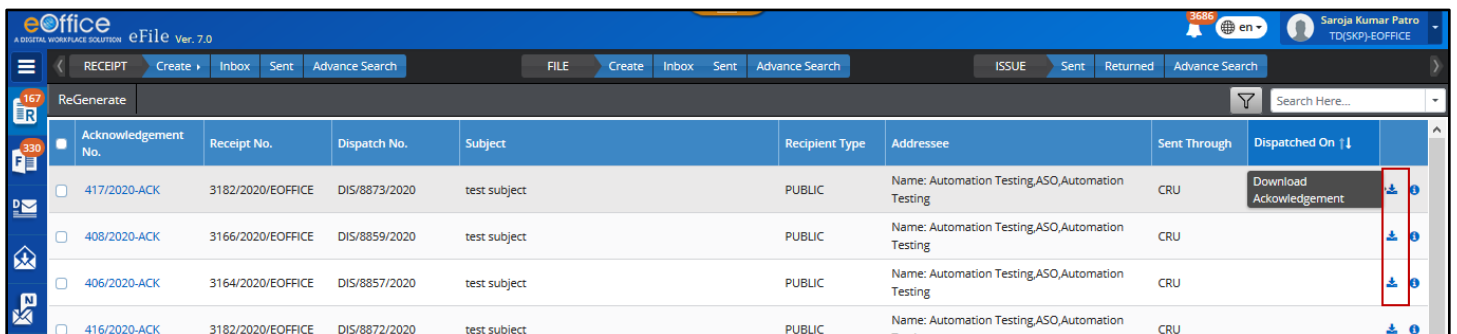 eOffice
A DIGITAL WORKPLACE SOLUTION eFile Ver. 7.0
3686
en
Saroja Kumar Patro
TD(SKP)-EOFFICE
RECEIPT Create Inbox Sent Advance Search
FILE Create Inbox Sent Advance Search
ISSUE Sent Returned Advance Search
167
R
ReGenerate
Search Here...
Acknowledgement
No.
Receipt No.
Dispatch No.
Subject
Recipient Type
Addressee
Sent Through
Dispatched On
330
F
417/2020-ACK 3182/2020/EOFFICE DIS/8873/2020 test subject PUBLIC
Name: Automation Testing,ASO,Automation
Testing
CRU
Download
Ackowledgement
D
408/2020-ACK 3166/2020/EOFFICE DIS/8859/2020 test subject PUBLIC
Name: Automation Testing,ASO,Automation
Testing
CRU
406/2020-ACK 3164/2020/EOFFICE DIS/8857/2020 test subject PUBLIC
Name: Automation Testing,ASO,Automation
Testing
CRU
N
416/2020-ACK 3182/2020/EOFFICE DIS/8872/2020 test subject PUBLIC
Name: Automation Testing,ASO,Automation
CRU